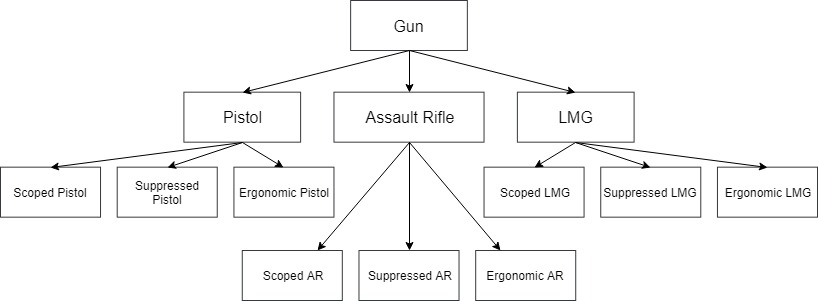 Gun
Pistol
Assault Rifle
LMG
Scoped Pistol
Suppressed
Pistol
Ergonomic Pistol
Scoped LMG
Suppressed LMG
Ergonomic LMG
Scoped AR
Suppressed AR
Ergonomic AR